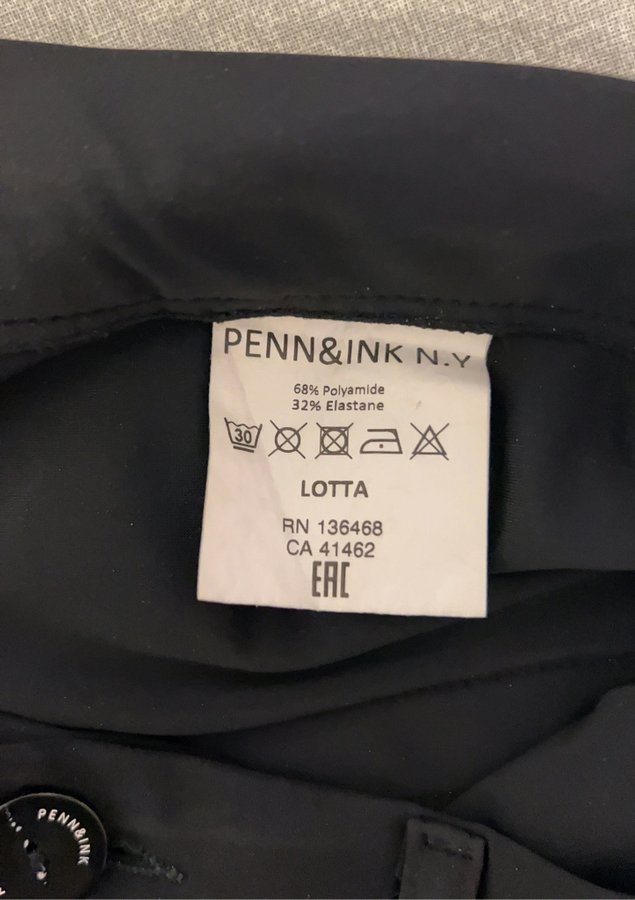 PENN&INK N.Y
68% Polyamide
32% Elastane
30
LOTTA
RN 136468
CA 41462
EAC
PENN&INK